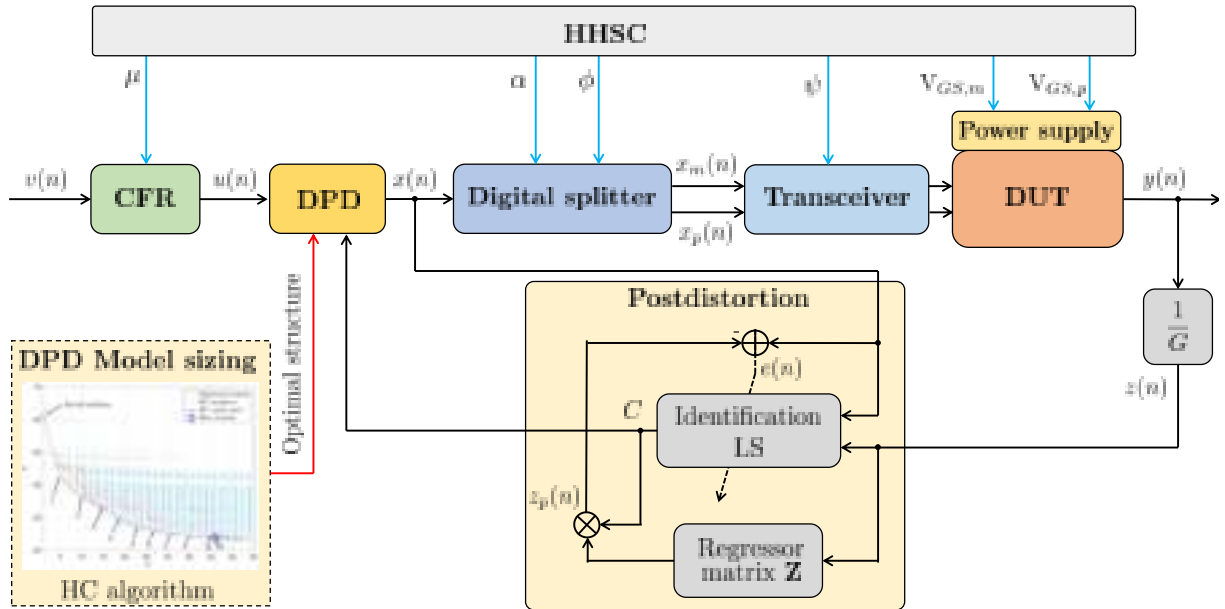 HHSC
μ
α
ϕ
ψ
V_{GS,m}
V_{GS,p}
Power supply
v(n)
CFR
u(n)
DPD
x(n)
Digital splitter
x_m(n)
x_p(n)
Transceiver
DUT
y(n)
Optimal structure
Postdistortion
-
e(n)
1
G
z(n)
DPD Model sizing
C
Identification
LS
z_p(n)
Regressor
matrix Z
HC algorithm